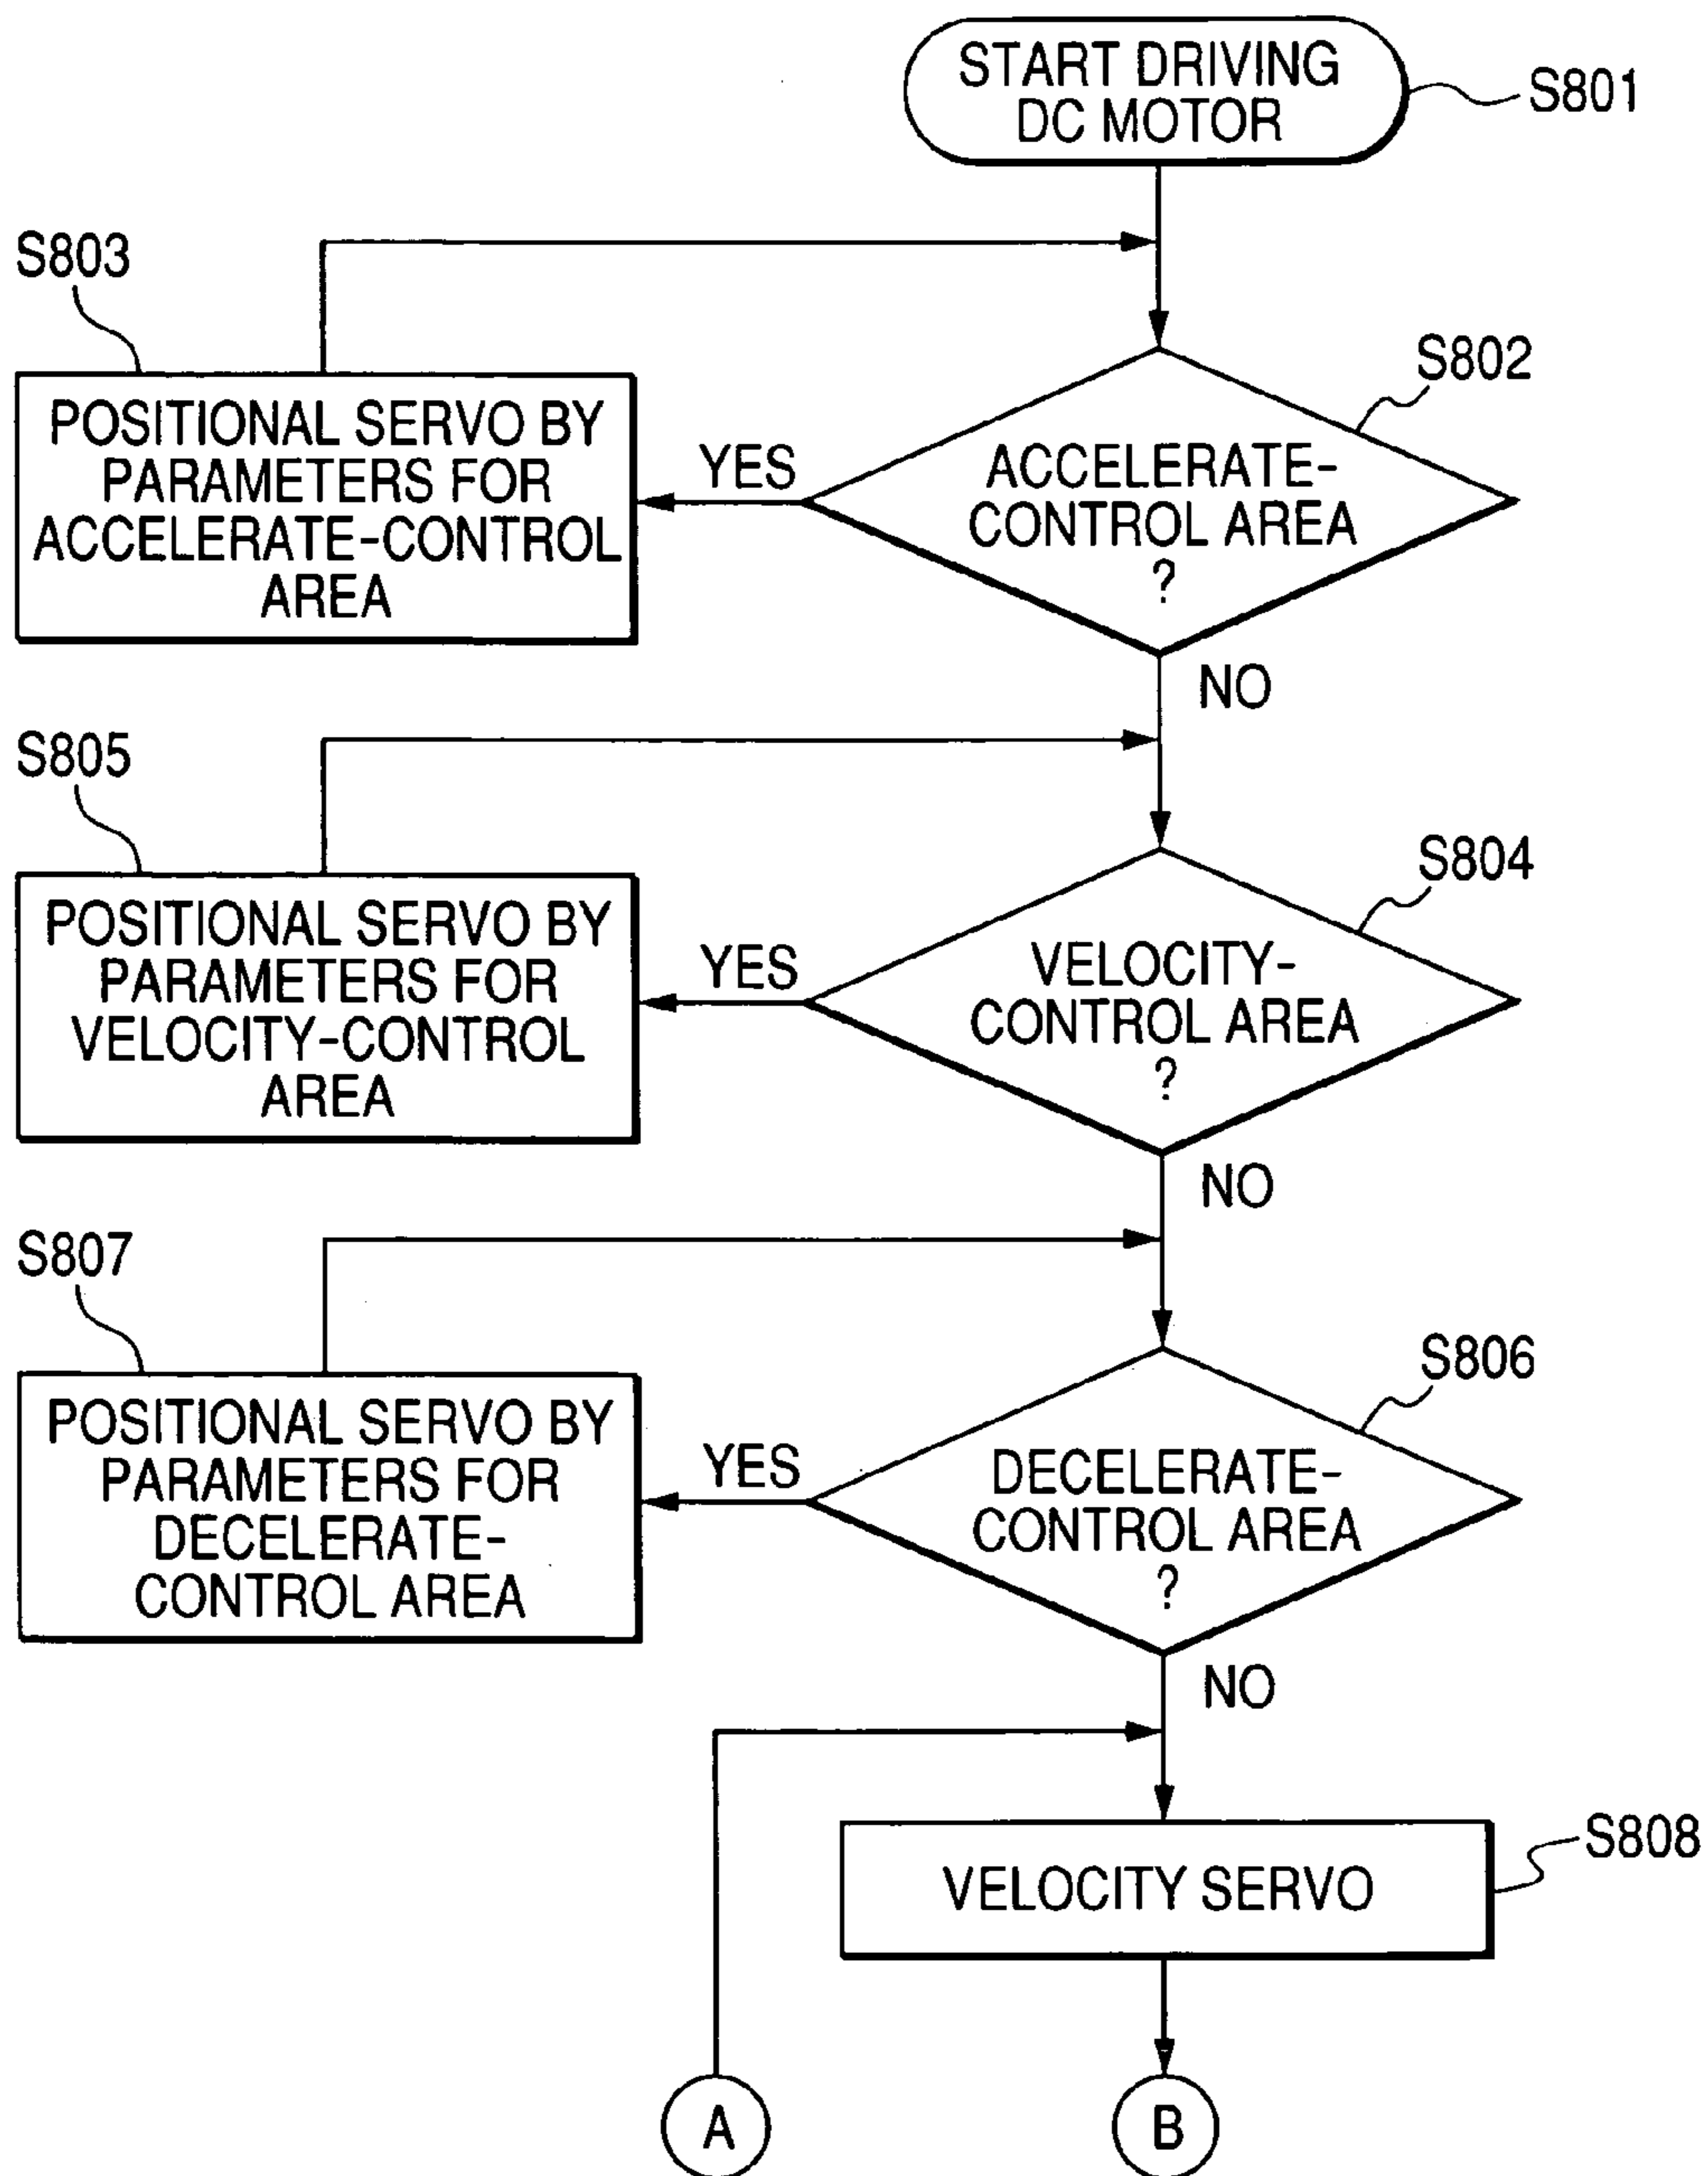 START DRIVING
DC MOTOR
S801
S803
S802
POSITIONAL SERVO BY
PARAMETERS FOR
ACCELERATE-CONTROL
AREA
YES
ACCELERATE-
CONTROL AREA
?
NO
S805
S804
POSITIONAL SERVO BY
PARAMETERS FOR
VELOCITY-CONTROL
AREA
YES
VELOCITY-
CONTROL AREA
?
NO
S807
S806
POSITIONAL SERVO BY
PARAMETERS FOR
DECELERATE-
CONTROL AREA
YES
DECELERATE-
CONTROL AREA
?
NO
S808
VELOCITY SERVO
A
B